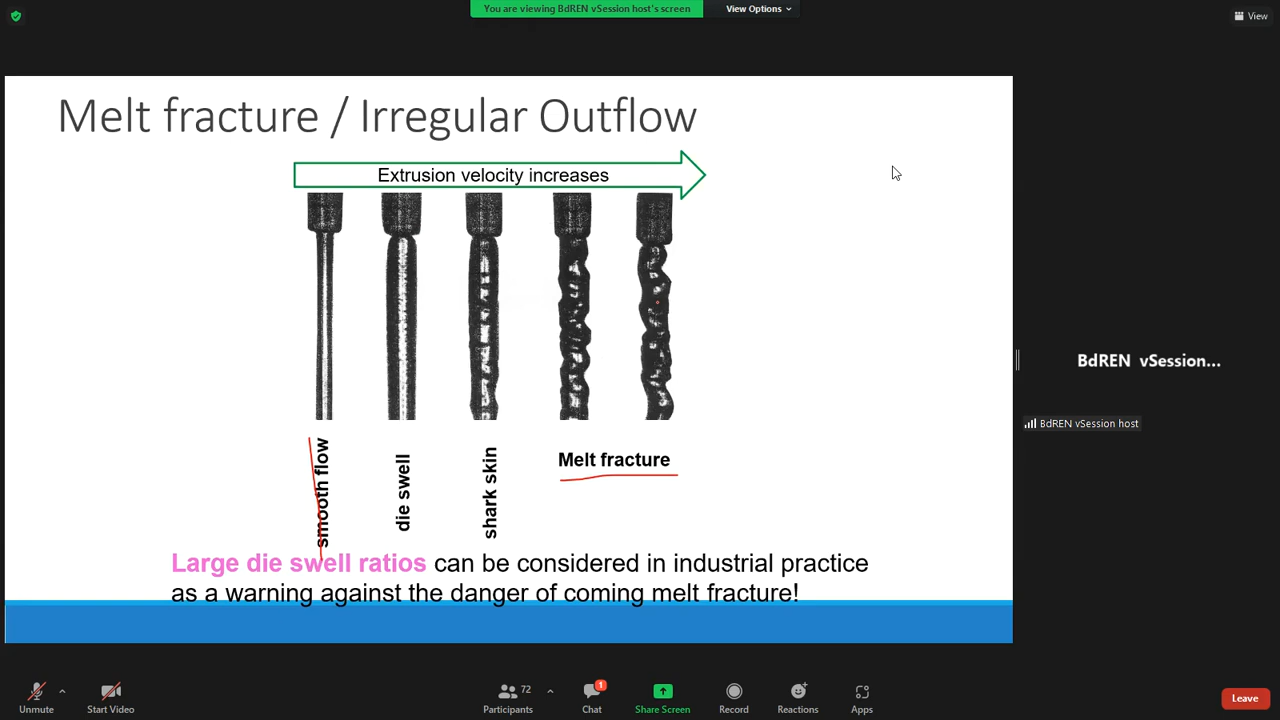 You are viewing BdREN vSession host's screen
View Options
View
Melt fracture / Irregular Outflow
Extrusion velocity increases
smooth flow
die swell
shark skin
Melt fracture
Large die swell ratios can be considered in industrial practice
as a warning against the danger of coming melt fracture!
BdREN vSession...
BdREN vSession host
Unmute
Start Video
Participants
72
Chat
1
Share Screen
Record
Reactions
Apps
Leave